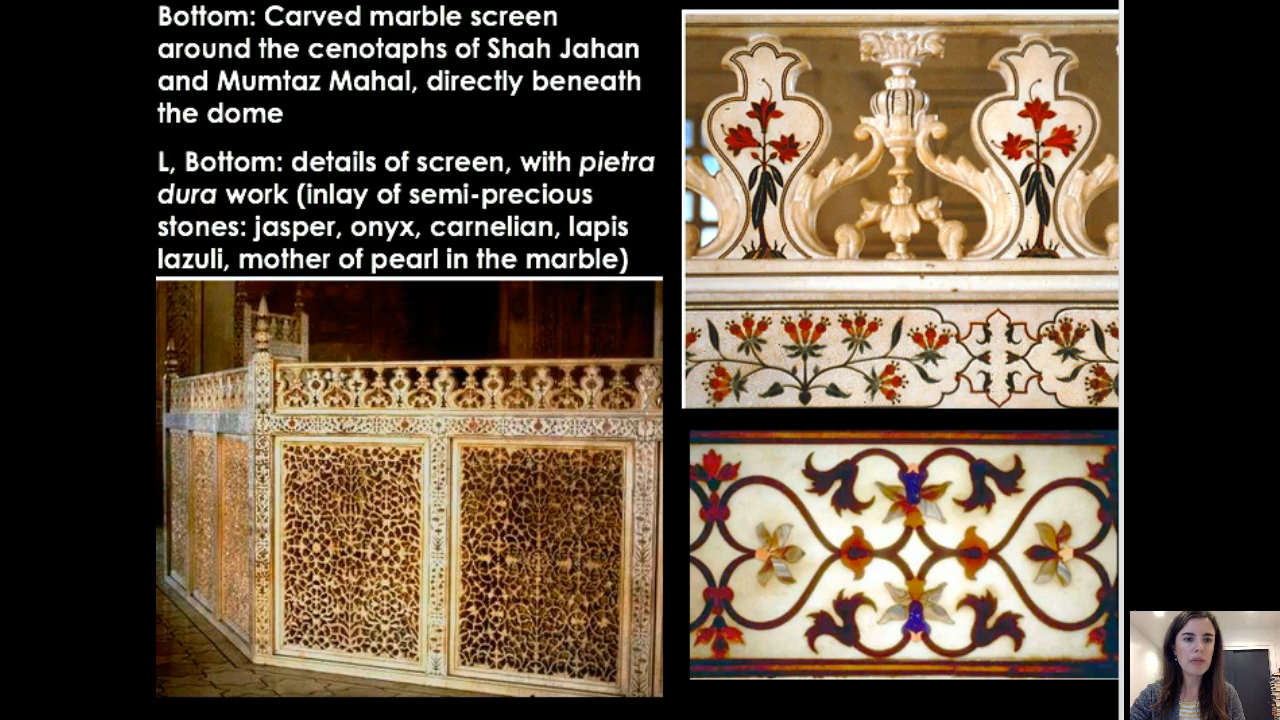 Bottom: Carved marble screen
around the cenotaphs of Shah Jahan
and Mumtaz Mahal, directly beneath
the dome
L, Bottom: details of screen, with pietra
dura work (inlay of semi-precious
stones: jasper, onyx, carnelian, lapis
lazuli, mother of pearl in the marble)